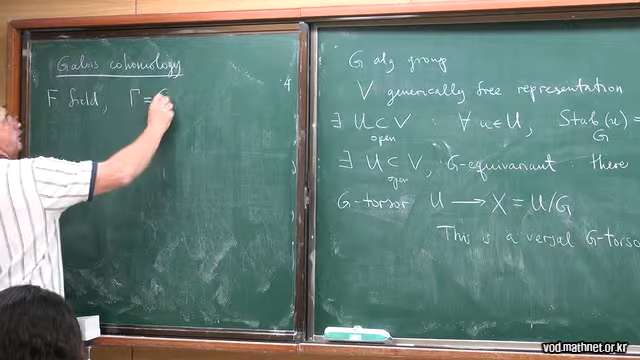 Galois cohomology
4
F field, Γ =
G alg group
V generically free representation
∃ U ⊂ V : ∀ u ∈ U, Stab (u) =
open G
∃ U ⊂ V, G-equivariant : there
open
G-torsor U ⟶ X = U/G
This is a versal G-torso
vod.mathnet.or.kr